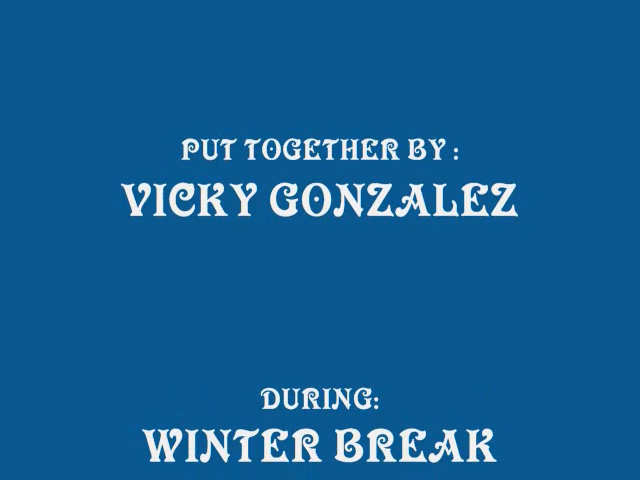 PUT TOGETHER BY :
VICKY GONZALEZ
DURING:
WINTER BREAK